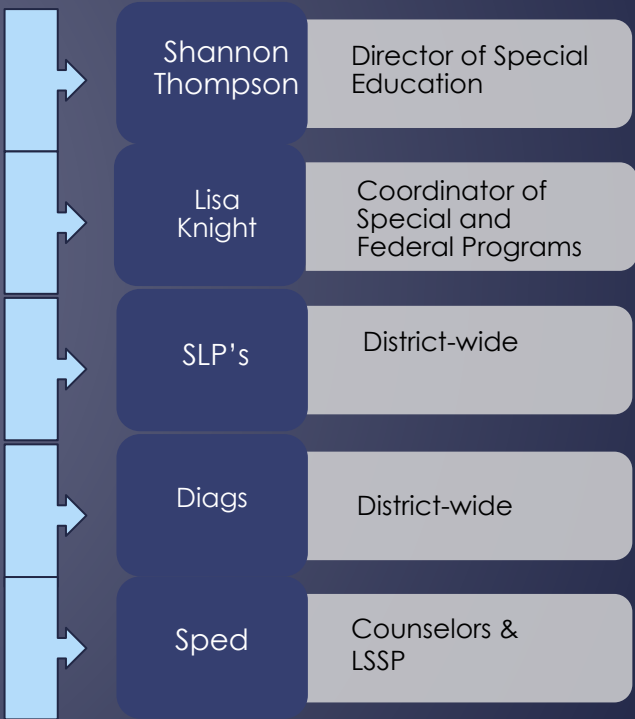 Shannon
Thompson
Director of Special
Education
Lisa
Knight
Coordinator of
Special and
Federal Programs
SLP’s
District-wide
Diags
District-wide
Sped
Counselors &
LSSP